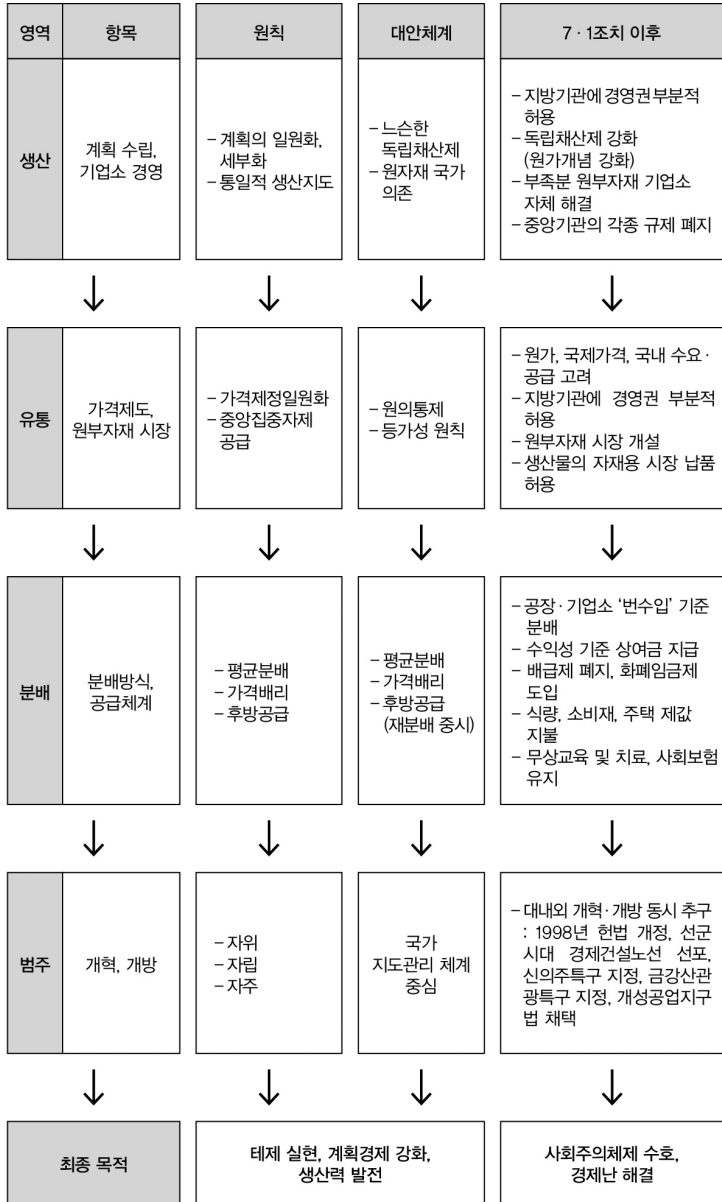 영역
항목
원칙
대안체계
7·1조치 이후
생산
계획 수립,
기업소 경영
– 계획의 일원화,
세부화
– 통일적 생산지도
– 느슨한
독립채산제
– 원자재 국가
의존
– 지방기관에 경영권 부분적
허용
– 독립채산제 강화
(원가개념 강화)
– 부족분 원부자재 기업소
자체 해결
– 중앙기관의 각종 규제 폐지
유통
가격제도,
원부자재 시장
– 가격제정일원화
– 중앙집중자제
공급
– 원의통제
– 등가성 원칙
– 원가, 국제가격, 국내 수요·
공급 고려
– 지방기관에 경영권 부분적
허용
– 원부자재 시장 개설
– 생산물의 자재용 시장 납품
허용
분배
분배방식,
공급체계
– 평균분배
– 가격배리
– 후방공급
– 평균분배
– 가격배리
– 후방공급
(재분배 중시)
– 공장·기업소 ‘번수입’ 기준
분배
– 수익성 기준 상여금 지급
– 배급제 폐지, 화폐임금제
도입
– 식량, 소비재, 주택 제값
지불
– 무상교육 및 치료, 사회보험
유지
범주
개혁, 개방
– 자위
– 자립
– 자주
국가
지도관리 체계
중심
– 대내외 개혁·개방 동시 추구
: 1998년 헌법 개정, 선군
시대 경제건설노선 선포,
신의주특구 지정, 금강산관
광특구 지정, 개성공업지구
법 채택
최종 목적
테제 실현, 계획경제 강화,
생산력 발전
사회주의체제 수호,
경제난 해결